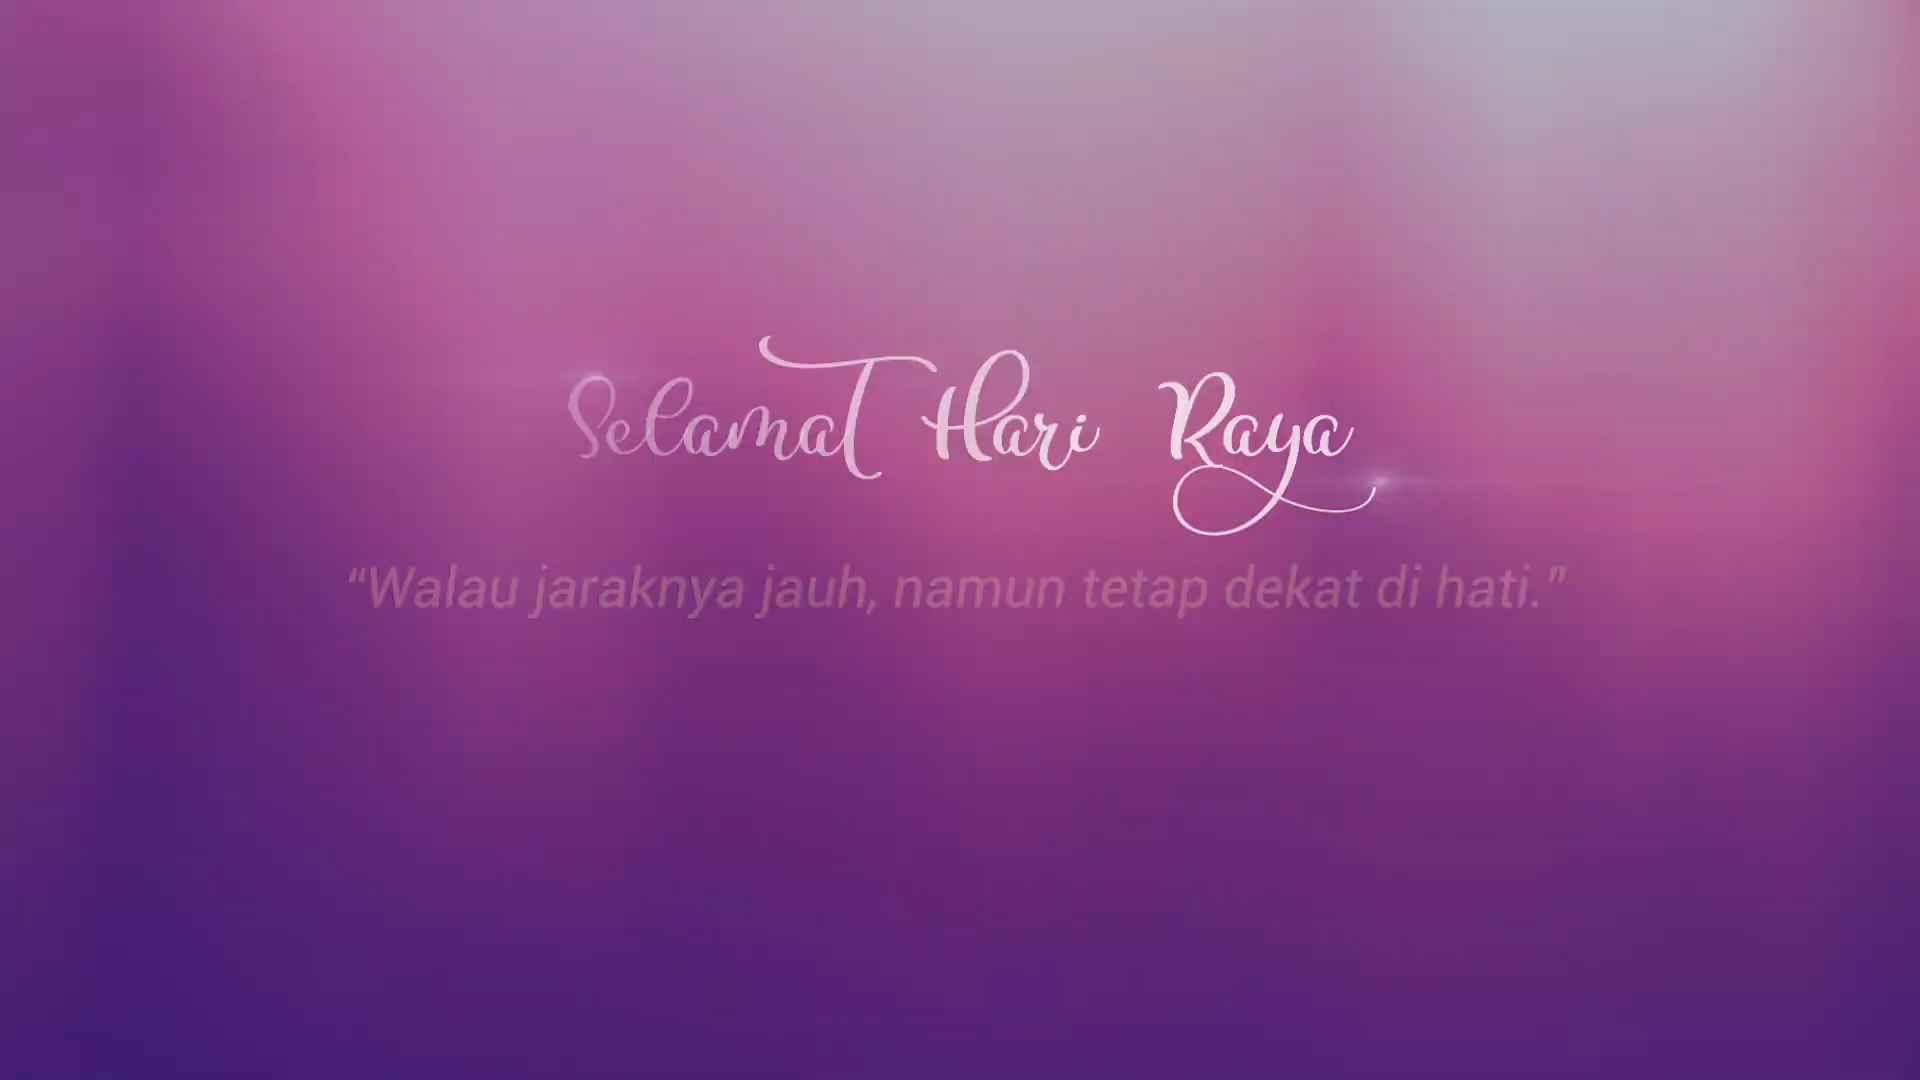 Selamat Hari Raya
“Walau jaraknya jauh, namun tetap dekat di hati.”